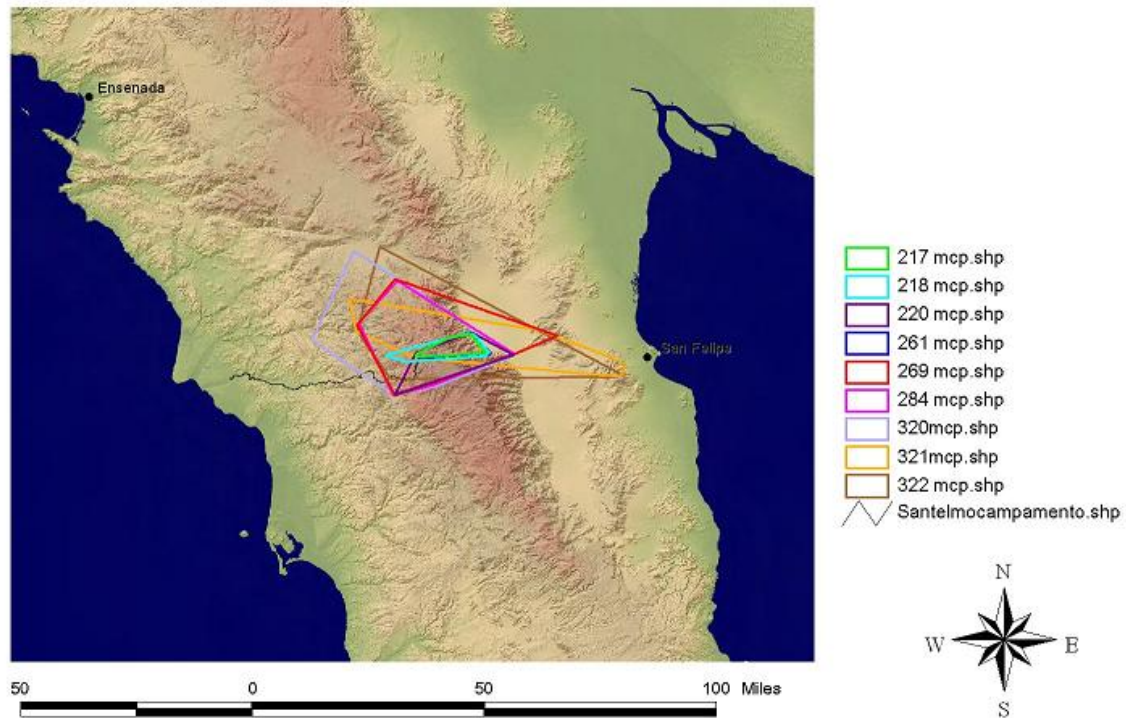 Ensenada
San Felipa
217 mcp.shp
218 mcp.shp
220 mcp.shp
261 mcp.shp
269 mcp.shp
284 mcp.shp
320mcp.shp
321mcp.shp
322 mcp.shp
Santelmocampamento.shp
N
W E
S
50 0 50 100 Miles